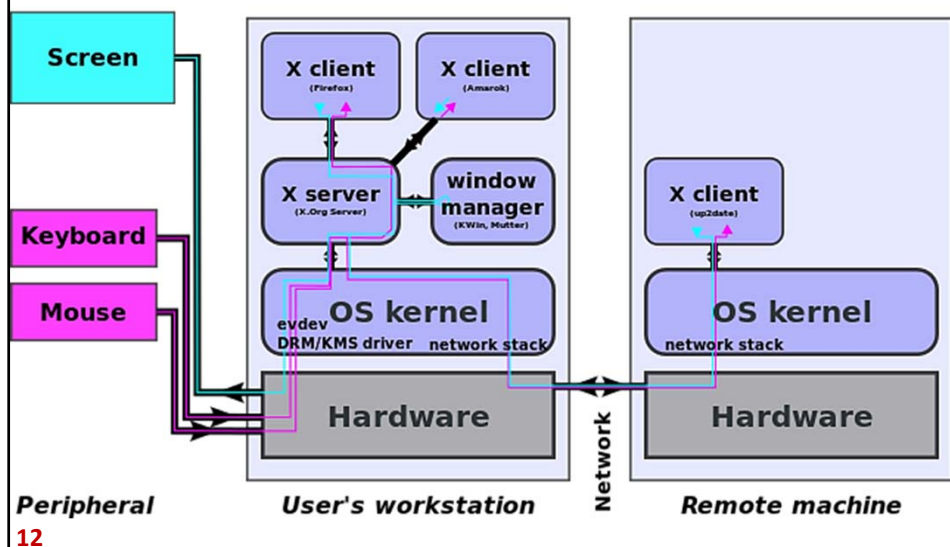 Screen
Keyboard
Mouse
X client
(Firefox)
X client
(Amarok)
X server
(X.Org Server)
window
manager
(KWin, Mutter)
OS kernel
evdev
DRM/KMS driver
network stack
Hardware
Network
X client
(up2date)
OS kernel
network stack
Hardware
Peripheral
User's workstation
Remote machine
12